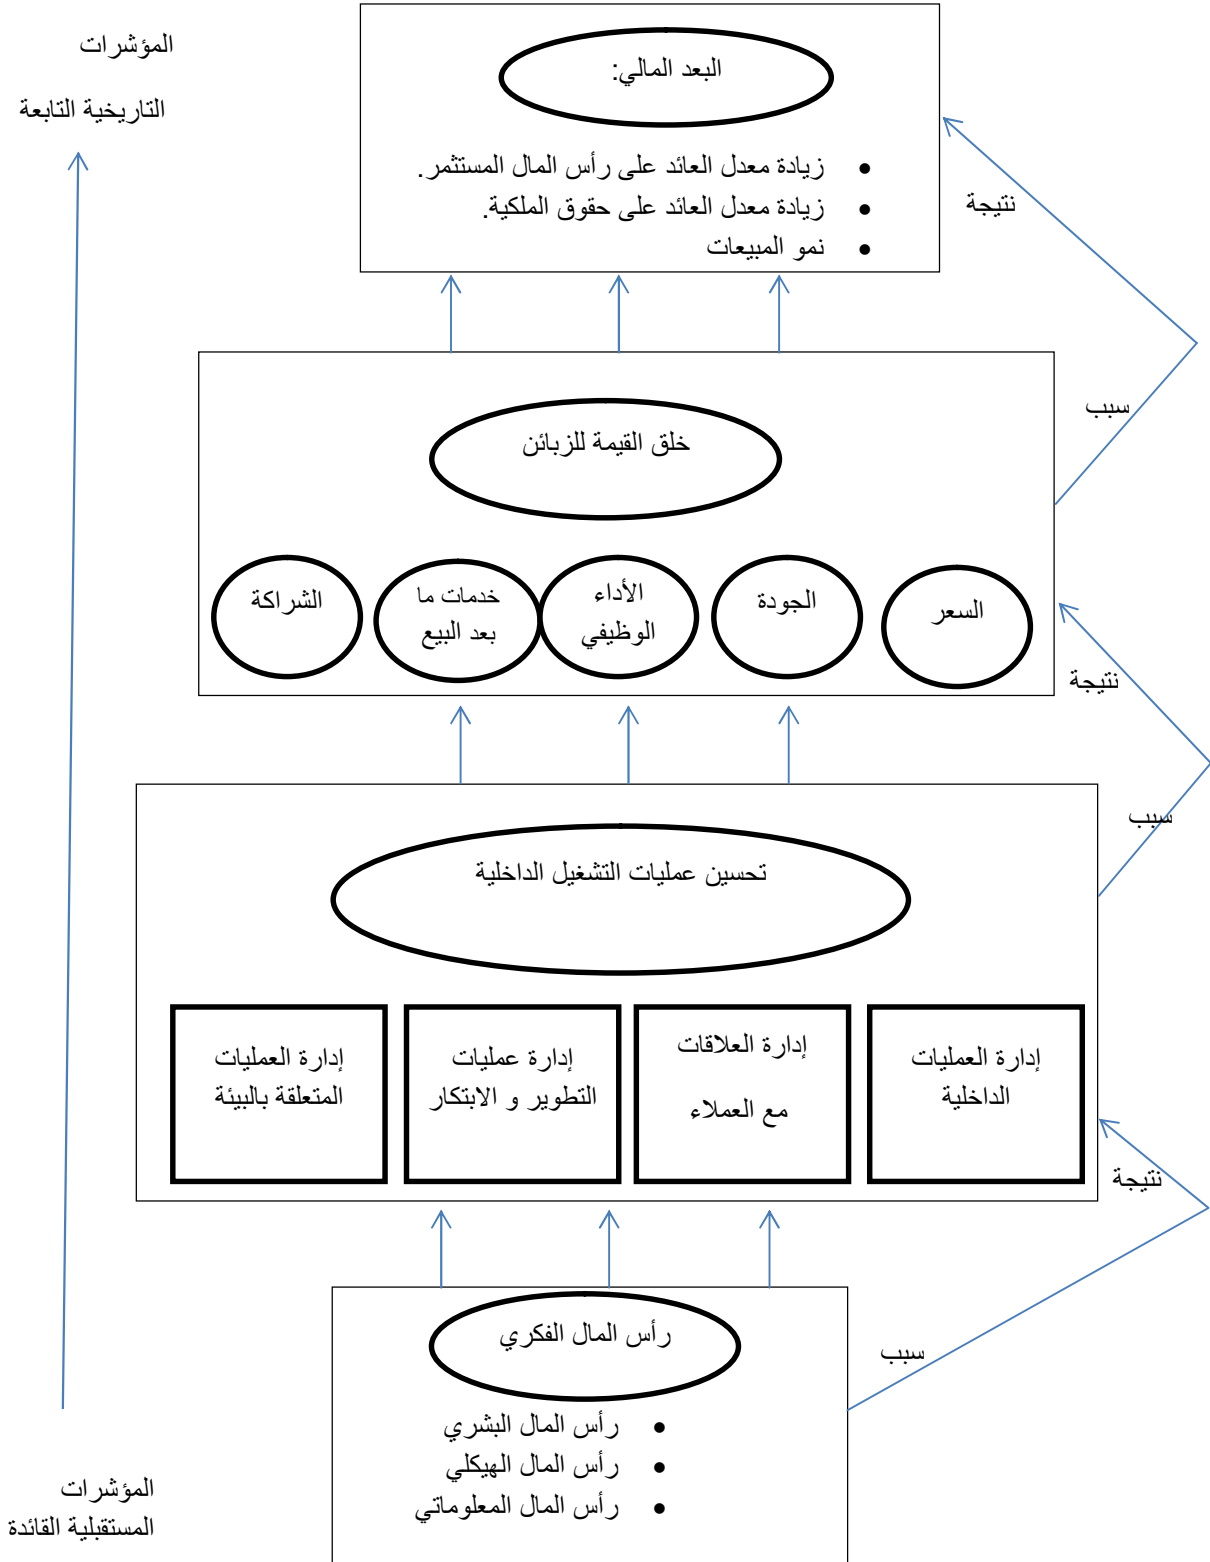 المؤشرات
التاريخية التابعة
البعد المالي:
• زيادة معدل العائد على رأس المال المستثمر.
• زيادة معدل العائد على حقوق الملكية.
• نمو المبيعات
نتيجة
سبب
خلق القيمة للزبائن
السعر
الجودة
الأداء
الوظيفي
خدمات ما
بعد البيع
الشراكة
نتيجة
سبب
تحسين عمليات التشغيل الداخلية
إدارة العمليات
الداخلية
إدارة العلاقات
مع العملاء
إدارة عمليات
التطوير و الابتكار
إدارة العمليات
المتعلقة بالبيئة
نتيجة
سبب
رأس المال الفكري
• رأس المال البشري
• رأس المال الهيكلي
• رأس المال المعلوماتي
المؤشرات
المستقبلية القائدة